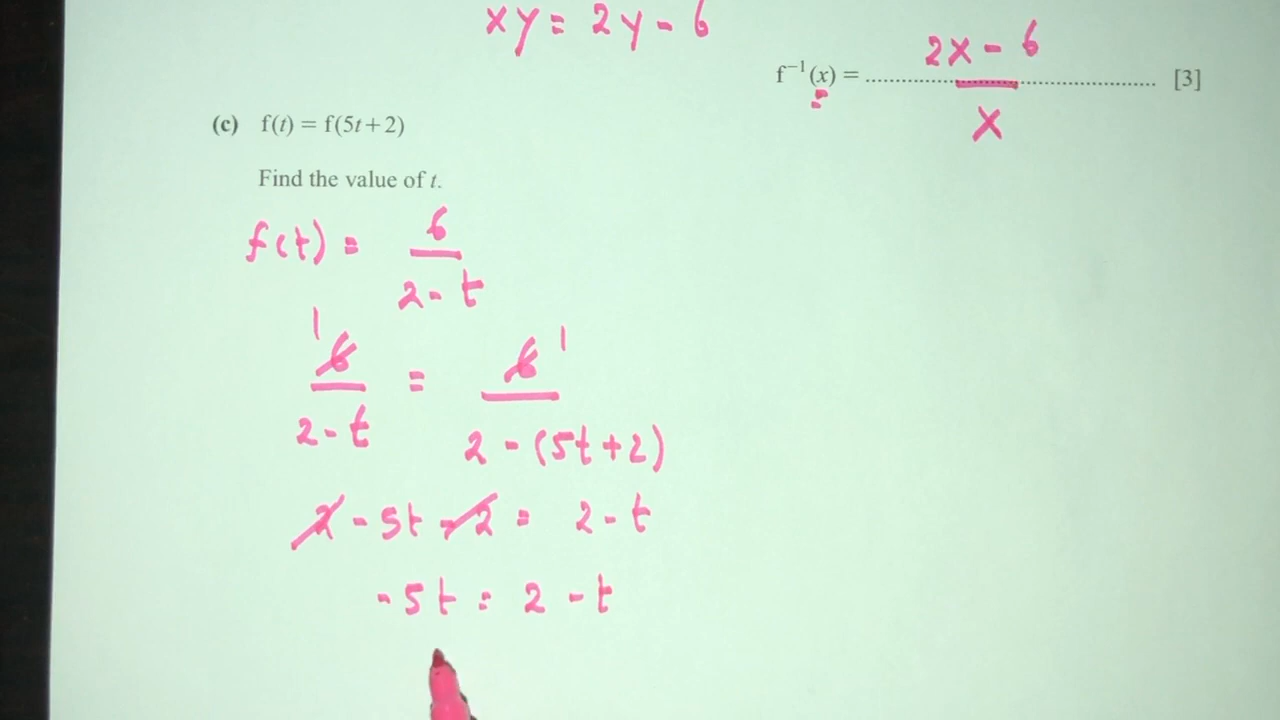 xy = 2y - 6
2x - 6
f⁻¹(x) = .................................................. [3]
x
(c) f(t) = f(5t+2)
Find the value of t.
f(t) = 6
2 - t
1 6 = 6 1
2 - t 2 - (5t+2)
2 - 5t - 2 = 2 - t
- 5t = 2 - t